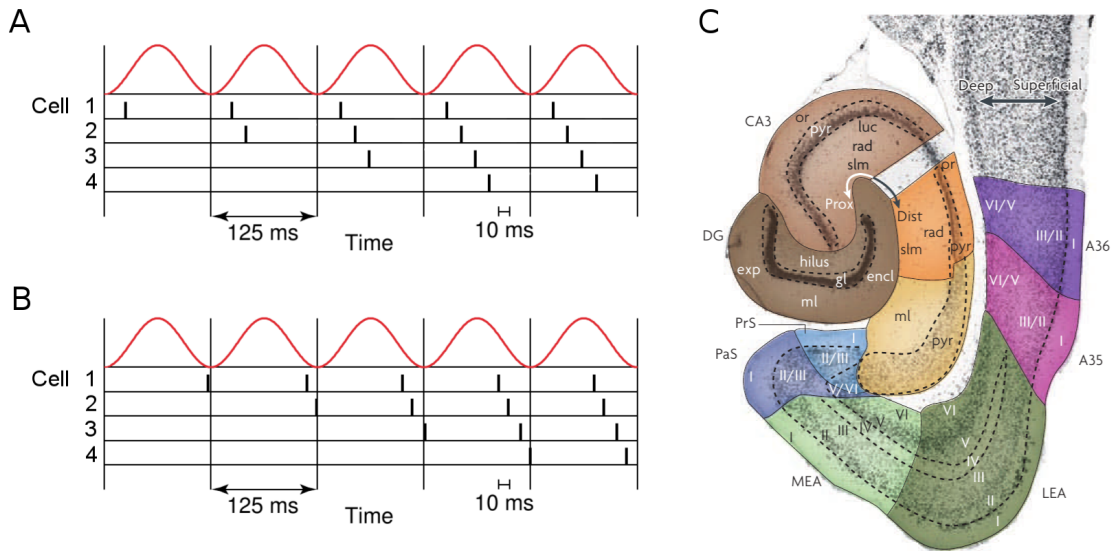 A
Cell 1
2
3
4
125 ms
10 ms
Time
B
Cell 1
2
3
4
125 ms
10 ms
Time
C
Deep Superficial
CA3
or
pyr
luc
rad
slm
pr
Prox
Dist
rad
slm
pyr
DG
hilus
exp
gl
encl
ml
ml
pyr
VI/V
III/II
I
A36
VI/V
III/II
I
A35
PrS
I
II/III
PaS
I
II/III
V/VI
VI
V
IV
III
II
I
MEA
VI
V
IV
III
II
I
LEA